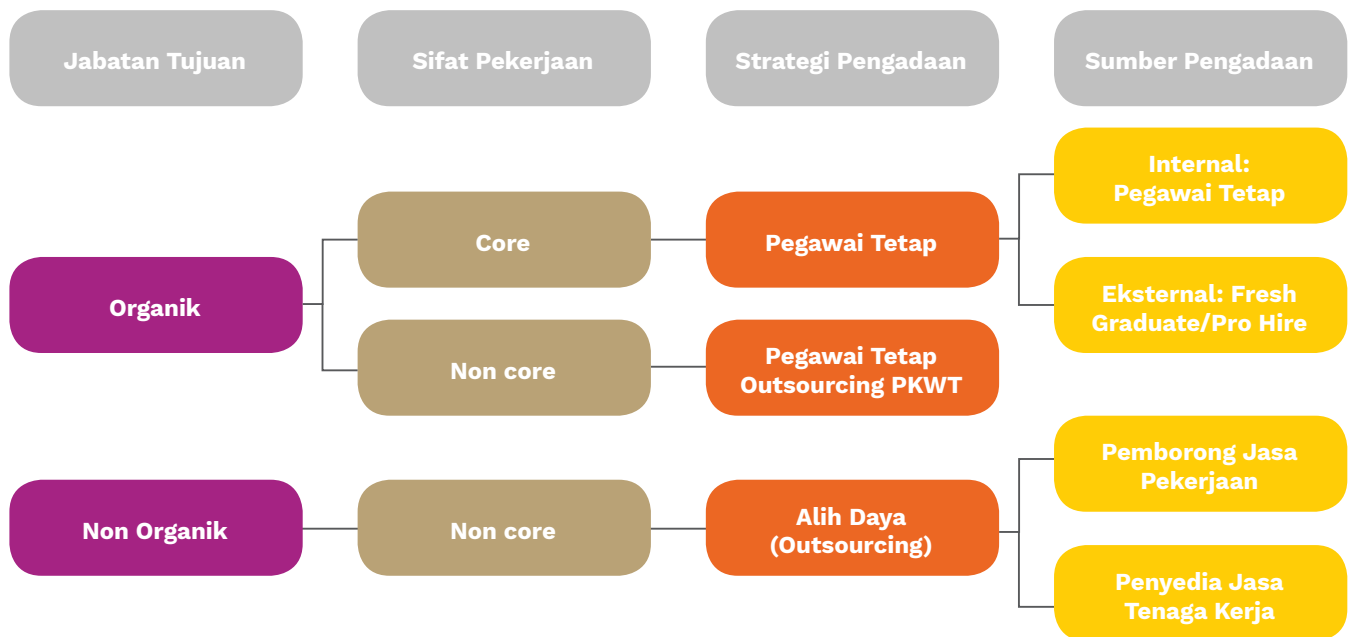 Jabatan Tujuan
Sifat Pekerjaan
Strategi Pengadaan
Sumber Pengadaan
Organik
Core
Pegawai Tetap
Internal:
Pegawai Tetap
Eksternal: Fresh
Graduate/Pro Hire
Non core
Pegawai Tetap
Outsourcing PKWT
Non Organik
Non core
Alih Daya
(Outsourcing)
Pemborong Jasa
Pekerjaan
Penyedia Jasa
Tenaga Kerja